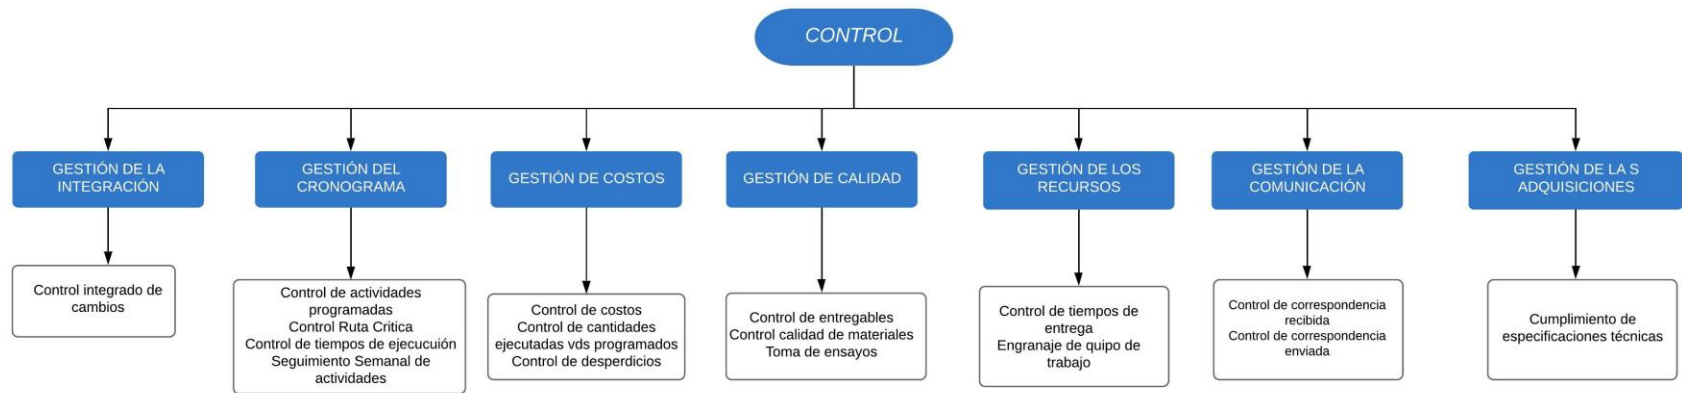 CONTROL
GESTIÓN DE LA
INTEGRACIÓN
GESTIÓN DEL
CRONOGRAMA
GESTIÓN DE COSTOS
GESTIÓN DE CALIDAD
GESTIÓN DE LOS
RECURSOS
GESTIÓN DE LA
COMUNICACIÓN
GESTIÓN DE LA S
ADQUISICIONES
Control integrado de
cambios
Control de actividades
programadas
Control Ruta Critica
Control de tiempos de ejecucuión
Seguimiento Semanal de
actividades
Control de costos
Control de cantidades
ejecutadas vds programados
Control de desperdicios
Control de entregables
Control calidad de materiales
Toma de ensayos
Control de tiempos de
entrega
Engranaje de quipo de
trabajo
Control de correspondencia
recibida
Control de correspondencia
enviada
Cumplimiento de
especificaciones técnicas